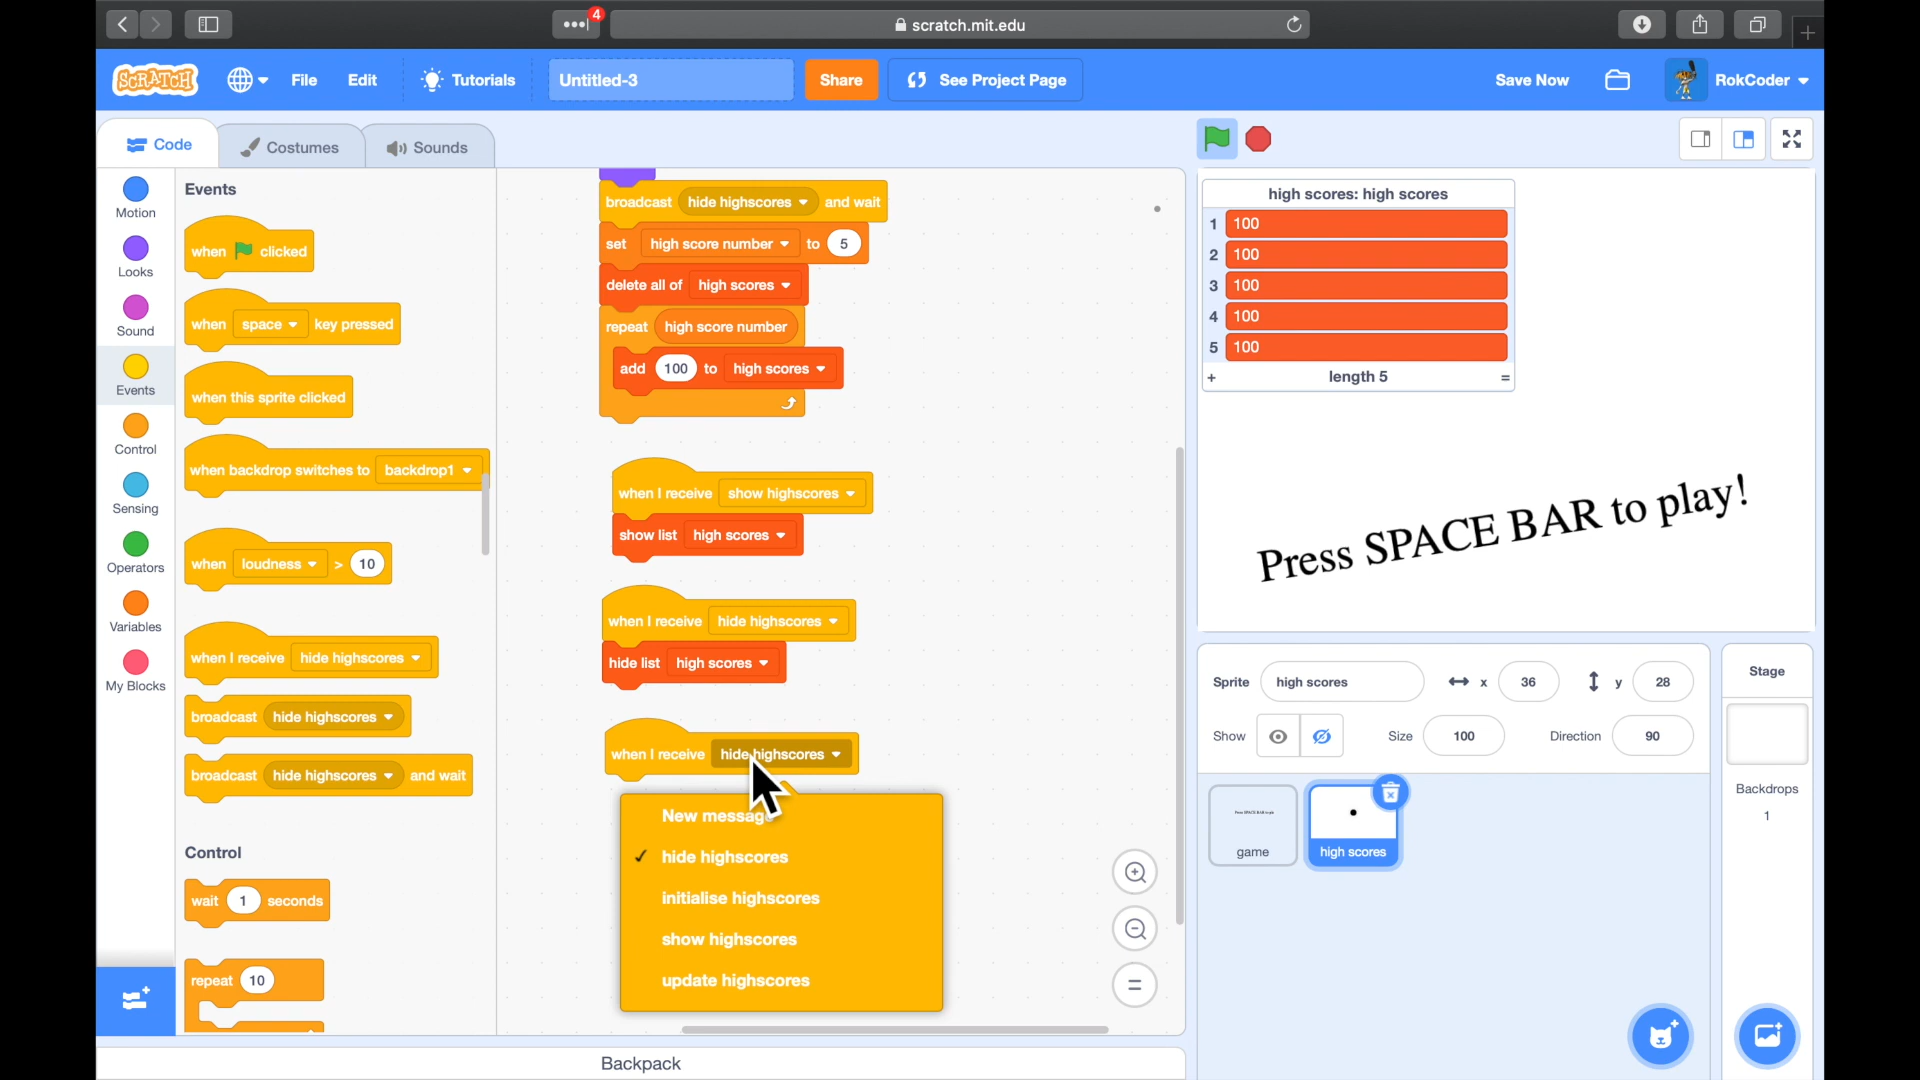 4
scratch.mit.edu
SCRATCH
File
Edit
Tutorials
Untitled-3
Share
See Project Page
Save Now
RokCoder
Code
Costumes
Sounds
Motion
Looks
Sound
Events
Control
Sensing
Operators
Variables
My Blocks
Events
when clicked
when space key pressed
when this sprite clicked
when backdrop switches to backdrop1
when loudness > 10
when I receive hide highscores
broadcast hide highscores
broadcast hide highscores and wait
Control
wait 1 seconds
repeat 10
broadcast hide highscores and wait
set high score number to 5
delete all of high scores
repeat high score number
add 100 to high scores
when I receive show highscores
show list high scores
when I receive hide highscores
hide list high scores
when I receive hide highscores
New message
✓ hide highscores
initialise highscores
show highscores
update highscores
Backpack
high scores: high scores
1 100
2 100
3 100
4 100
5 100
+ length 5 =
Press SPACE BAR to play!
Sprite high scores x 36 y 28
Show Size 100 Direction 90
game
high scores
Stage
Backdrops
1